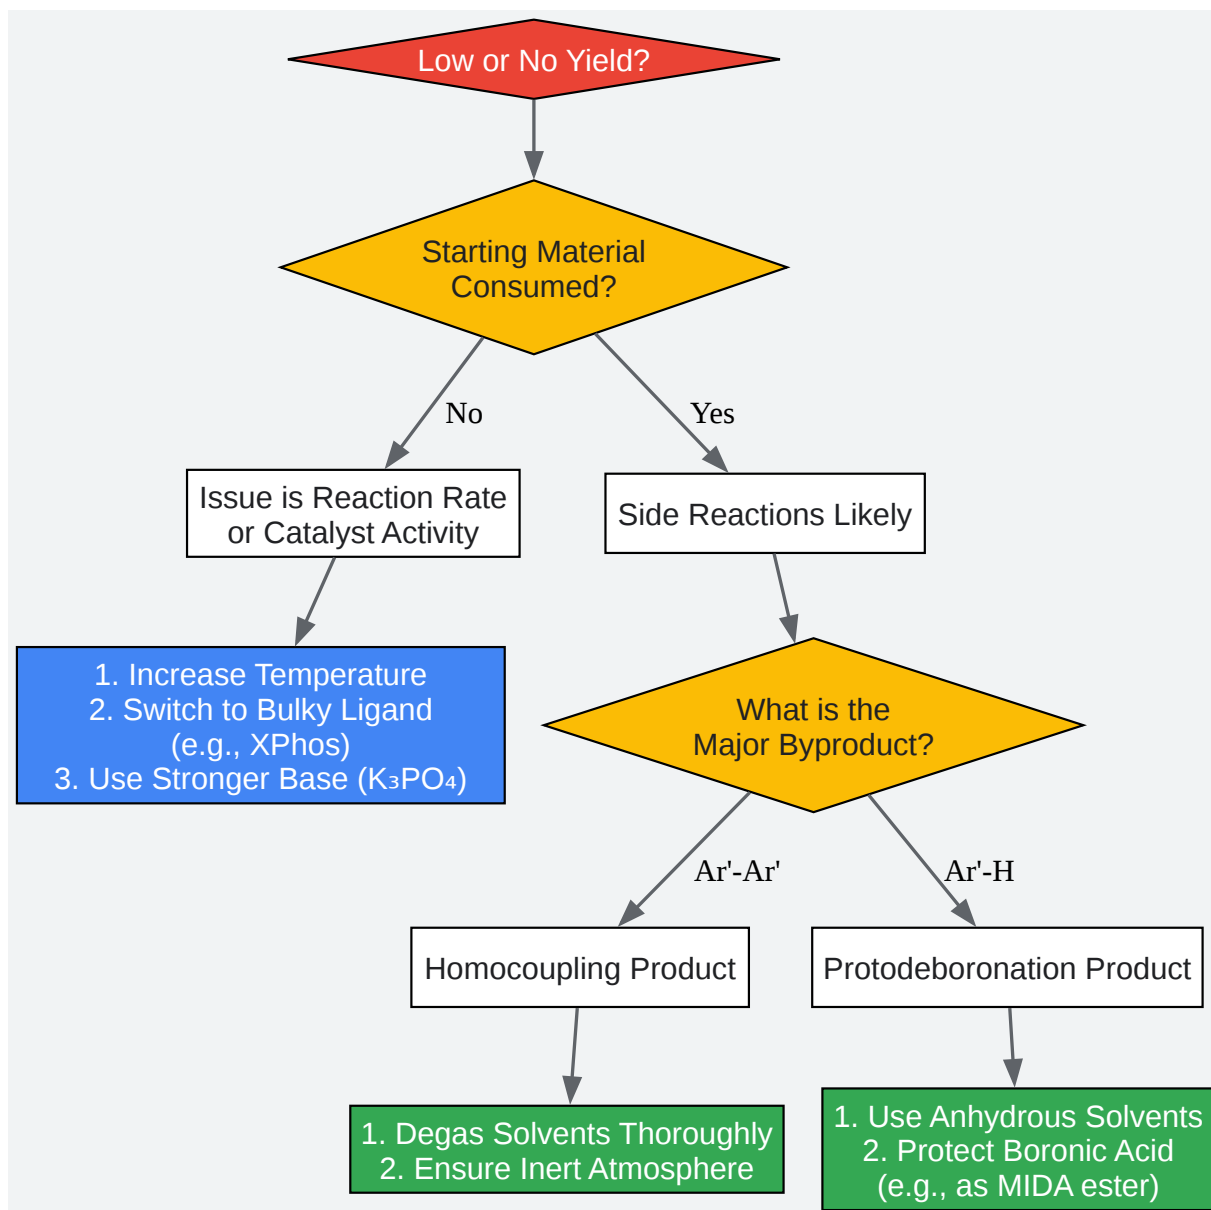 Low or No Yield?
Starting Material
Consumed?
No
Yes
Issue is Reaction Rate
or Catalyst Activity
Side Reactions Likely
1. Increase Temperature
2. Switch to Bulky Ligand
(e.g., XPhos)
3. Use Stronger Base (K₃PO₄)
What is the
Major Byproduct?
Ar'-Ar'
Ar'-H
Homocoupling Product
Protodeboronation Product
1. Degas Solvents Thoroughly
2. Ensure Inert Atmosphere
1. Use Anhydrous Solvents
2. Protect Boronic Acid
(e.g., as MIDA ester)